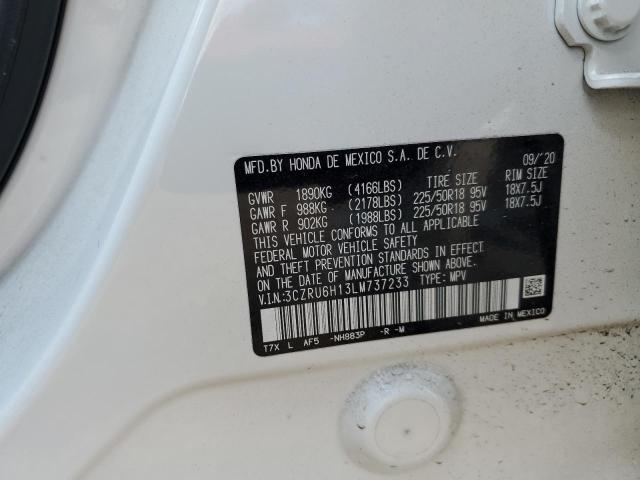 MFD.BY HONDA DE MEXICO S.A. DE C.V. 09/'20
TIRE SIZE RIM SIZE
GVWR 1890KG (4166LBS)
GAWR F 988KG (2178LBS) 225/50R18 95V 18X7.5J
GAWR R 902KG (1988LBS) 225/50R18 95V 18X7.5J
THIS VEHICLE CONFORMS TO ALL APPLICABLE
FEDERAL MOTOR VEHICLE SAFETY
AND THEFT PREVENTION STANDARDS IN EFFECT
ON THE DATE OF MANUFACTURE SHOWN ABOVE.
V.I.N.:3CZRU6H13LM737233 TYPE: MPV
MADE IN MEXICO
T7X L AF5 -NH883P -R -M